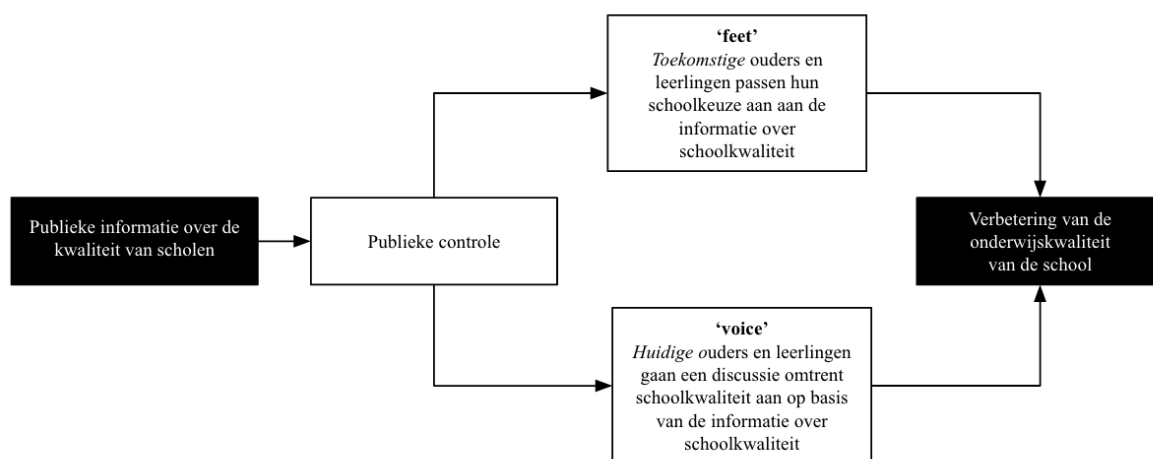 ‘feet’
Toekomstige ouders en
leerlingen passen hun
schoolkeuze aan aan de
informatie over
schoolkwaliteit
Publieke informatie over de
kwaliteit van scholen
Publieke controle
Verbetering van de
onderwijskwaliteit
van de school
‘voice’
Huidige ouders en leerlingen
gaan een discussie omtrent
schoolkwaliteit aan op basis
van de informatie over
schoolkwaliteit